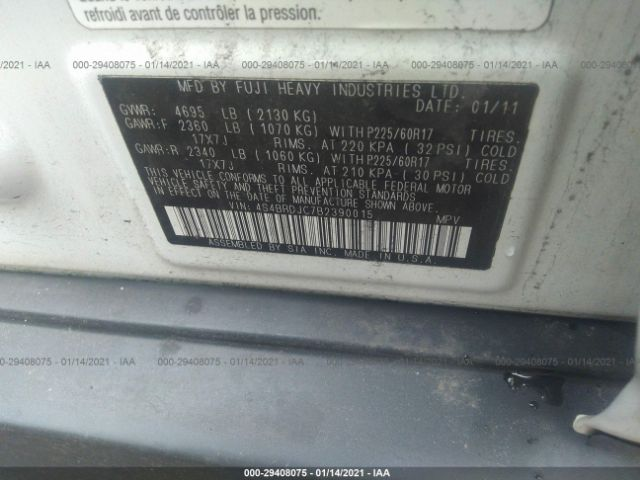 refroidi avant de contrôler la pression.
000-29408075 - 01/14/2021 - IAA
MFD BY FUJI HEAVY INDUSTRIES LTD.
DATE: 01/11
GVWR: 4695 LB (2130 KG)
GAWR:F 2360 LB (1070 KG) WITH P225/60R17 TIRES,
17X7J RIMS, AT 220 KPA (32 PSI) COLD
GAWR:R 2340 LB (1060 KG) WITH P225/60R17 TIRES,
17X7J RIMS, AT 210 KPA (30 PSI) COLD
THIS VEHICLE CONFORMS TO ALL APPLICABLE FEDERAL MOTOR
VEHICLE SAFETY AND THEFT PREVENTION STANDARDS
IN EFFECT ON THE DATE OF MANUFACTURE SHOWN ABOVE.
VIN: 4S4BRDJC7B2390015 MPV
ASSEMBLED BY SIA INC. MADE IN U.S.A.
000-29408075 - 01/14/2021 - IAA
000-29408075 - 01/14/2021 - IAA